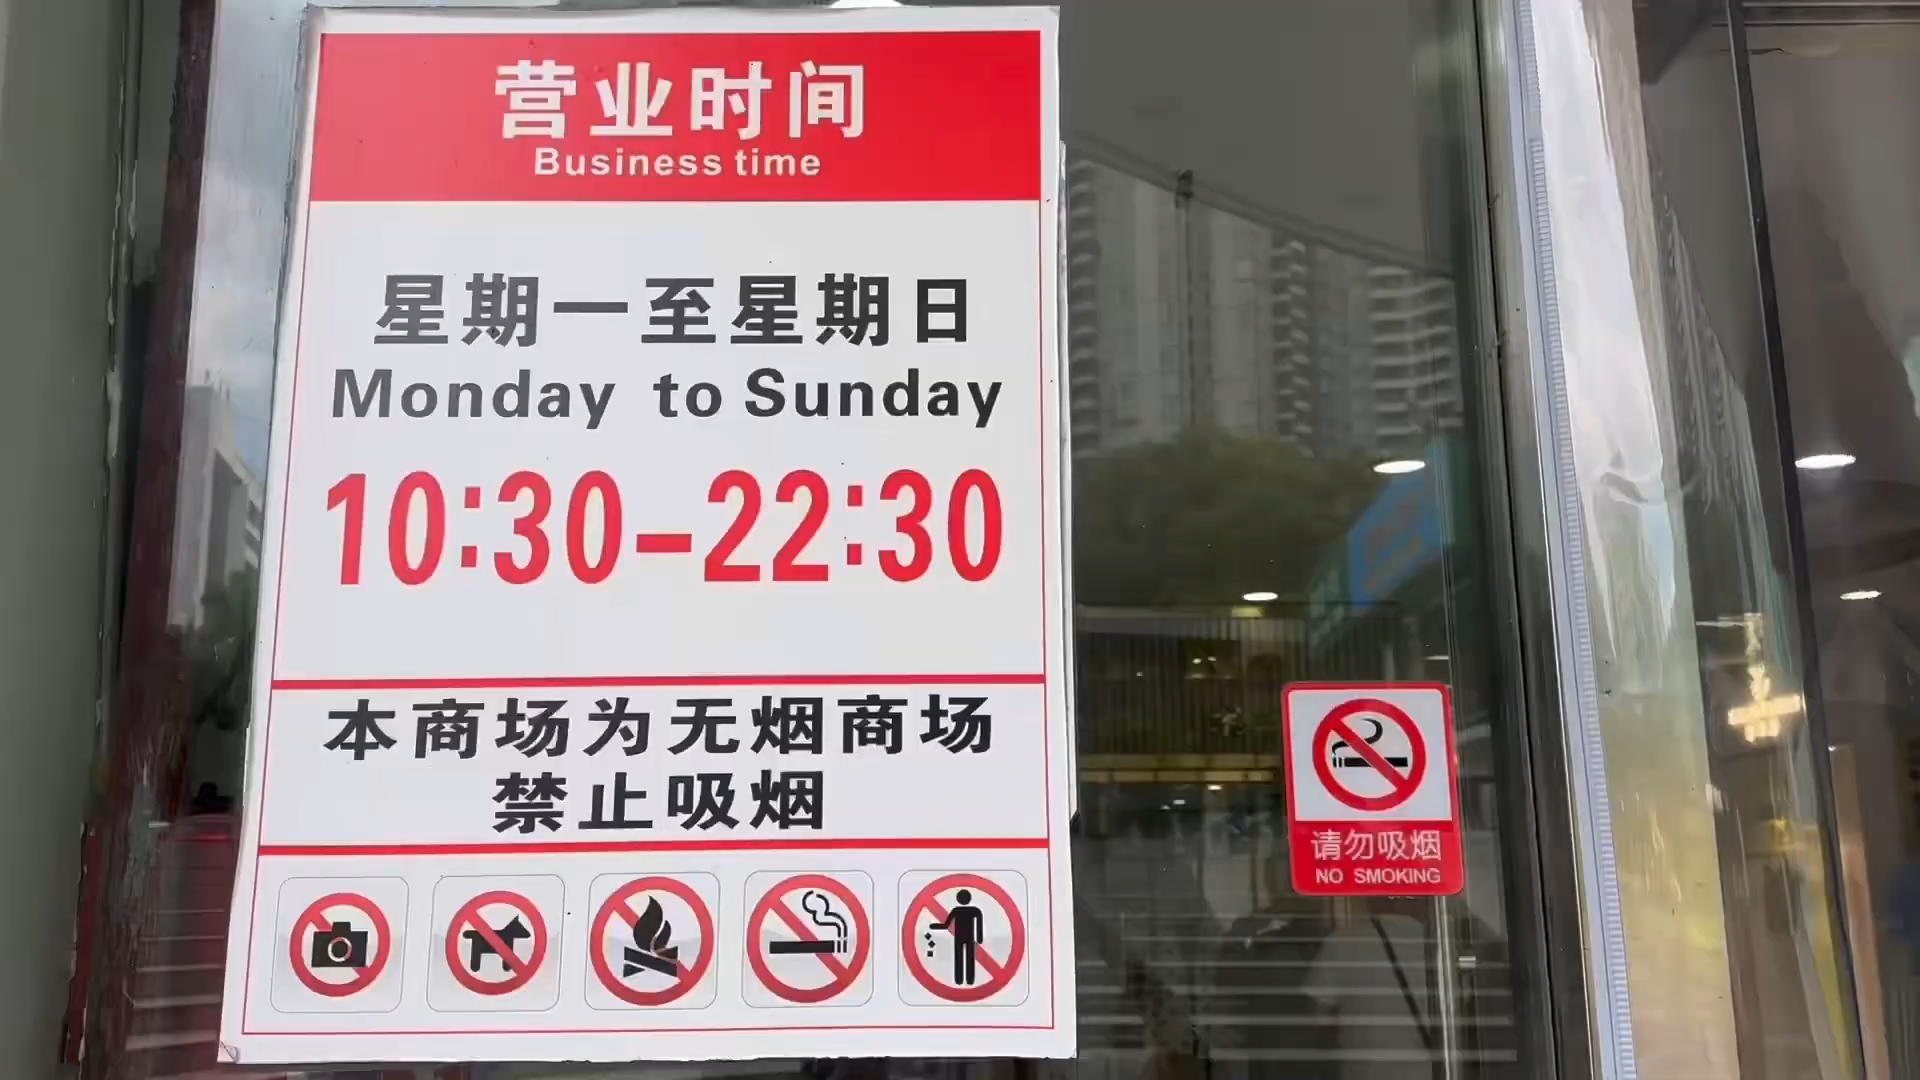 营业时间
Business time
星期一至星期日
Monday to Sunday
10:30-22:30
本商场为无烟商场
禁止吸烟
请勿吸烟
NO SMOKING